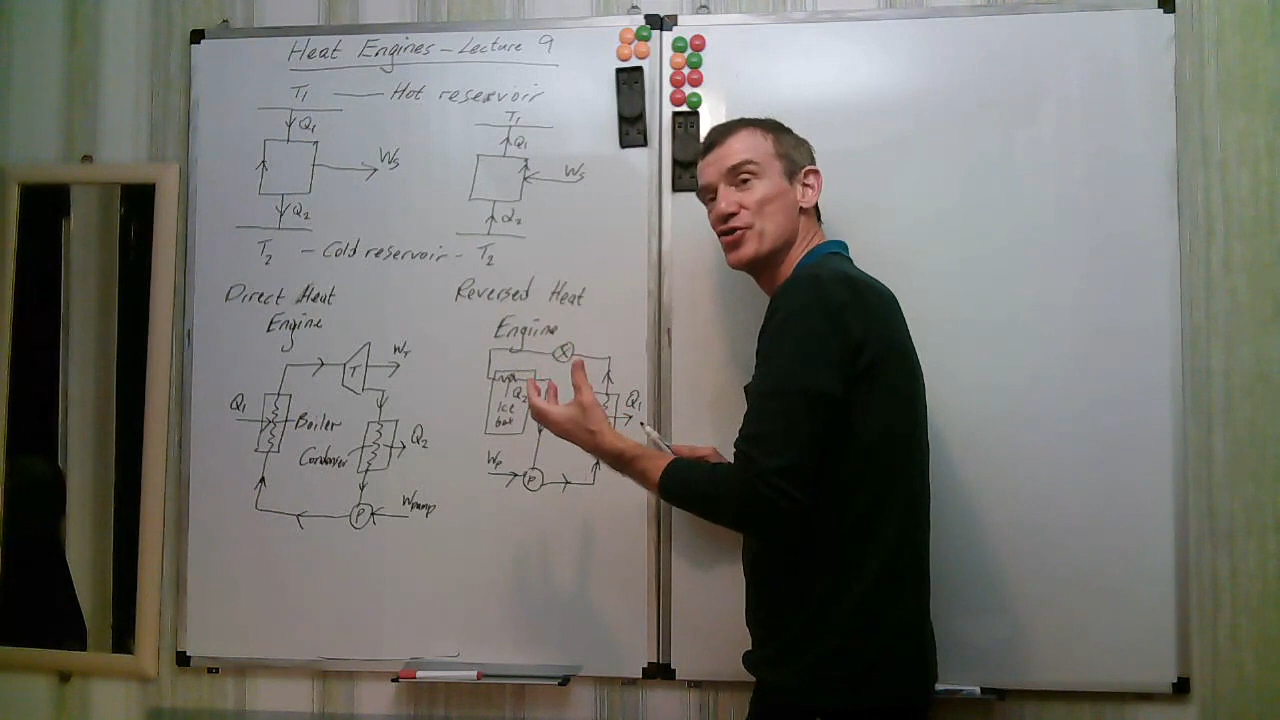 Heat Engines - Lecture 9
T1 — Hot reservoir
T1
Q1
Q1
Ws
Ws
Q2
Q2
T2 - Cold reservoir - T2
Direct Heat
Engine
Reversed Heat
Engiine
T
WT
X
Q1
Boiler
Condenser
Q2
P
Wpump
Q2
Ice
box
Q1
Wp
P